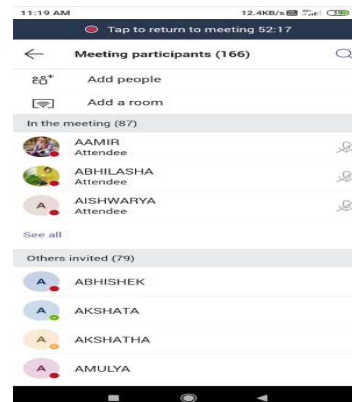 11:19 AM 12.4KB/s
Tap to return to meeting 52:17
Meeting participants (166)
Add people
Add a room
In the meeting (87)
AAMIR
Attendee
ABHILASHA
Attendee
A
AISHWARYA
Attendee
See all
Others invited (79)
A ABHISHEK
A AKSHATA
A AKSHATHA
A AMULYA